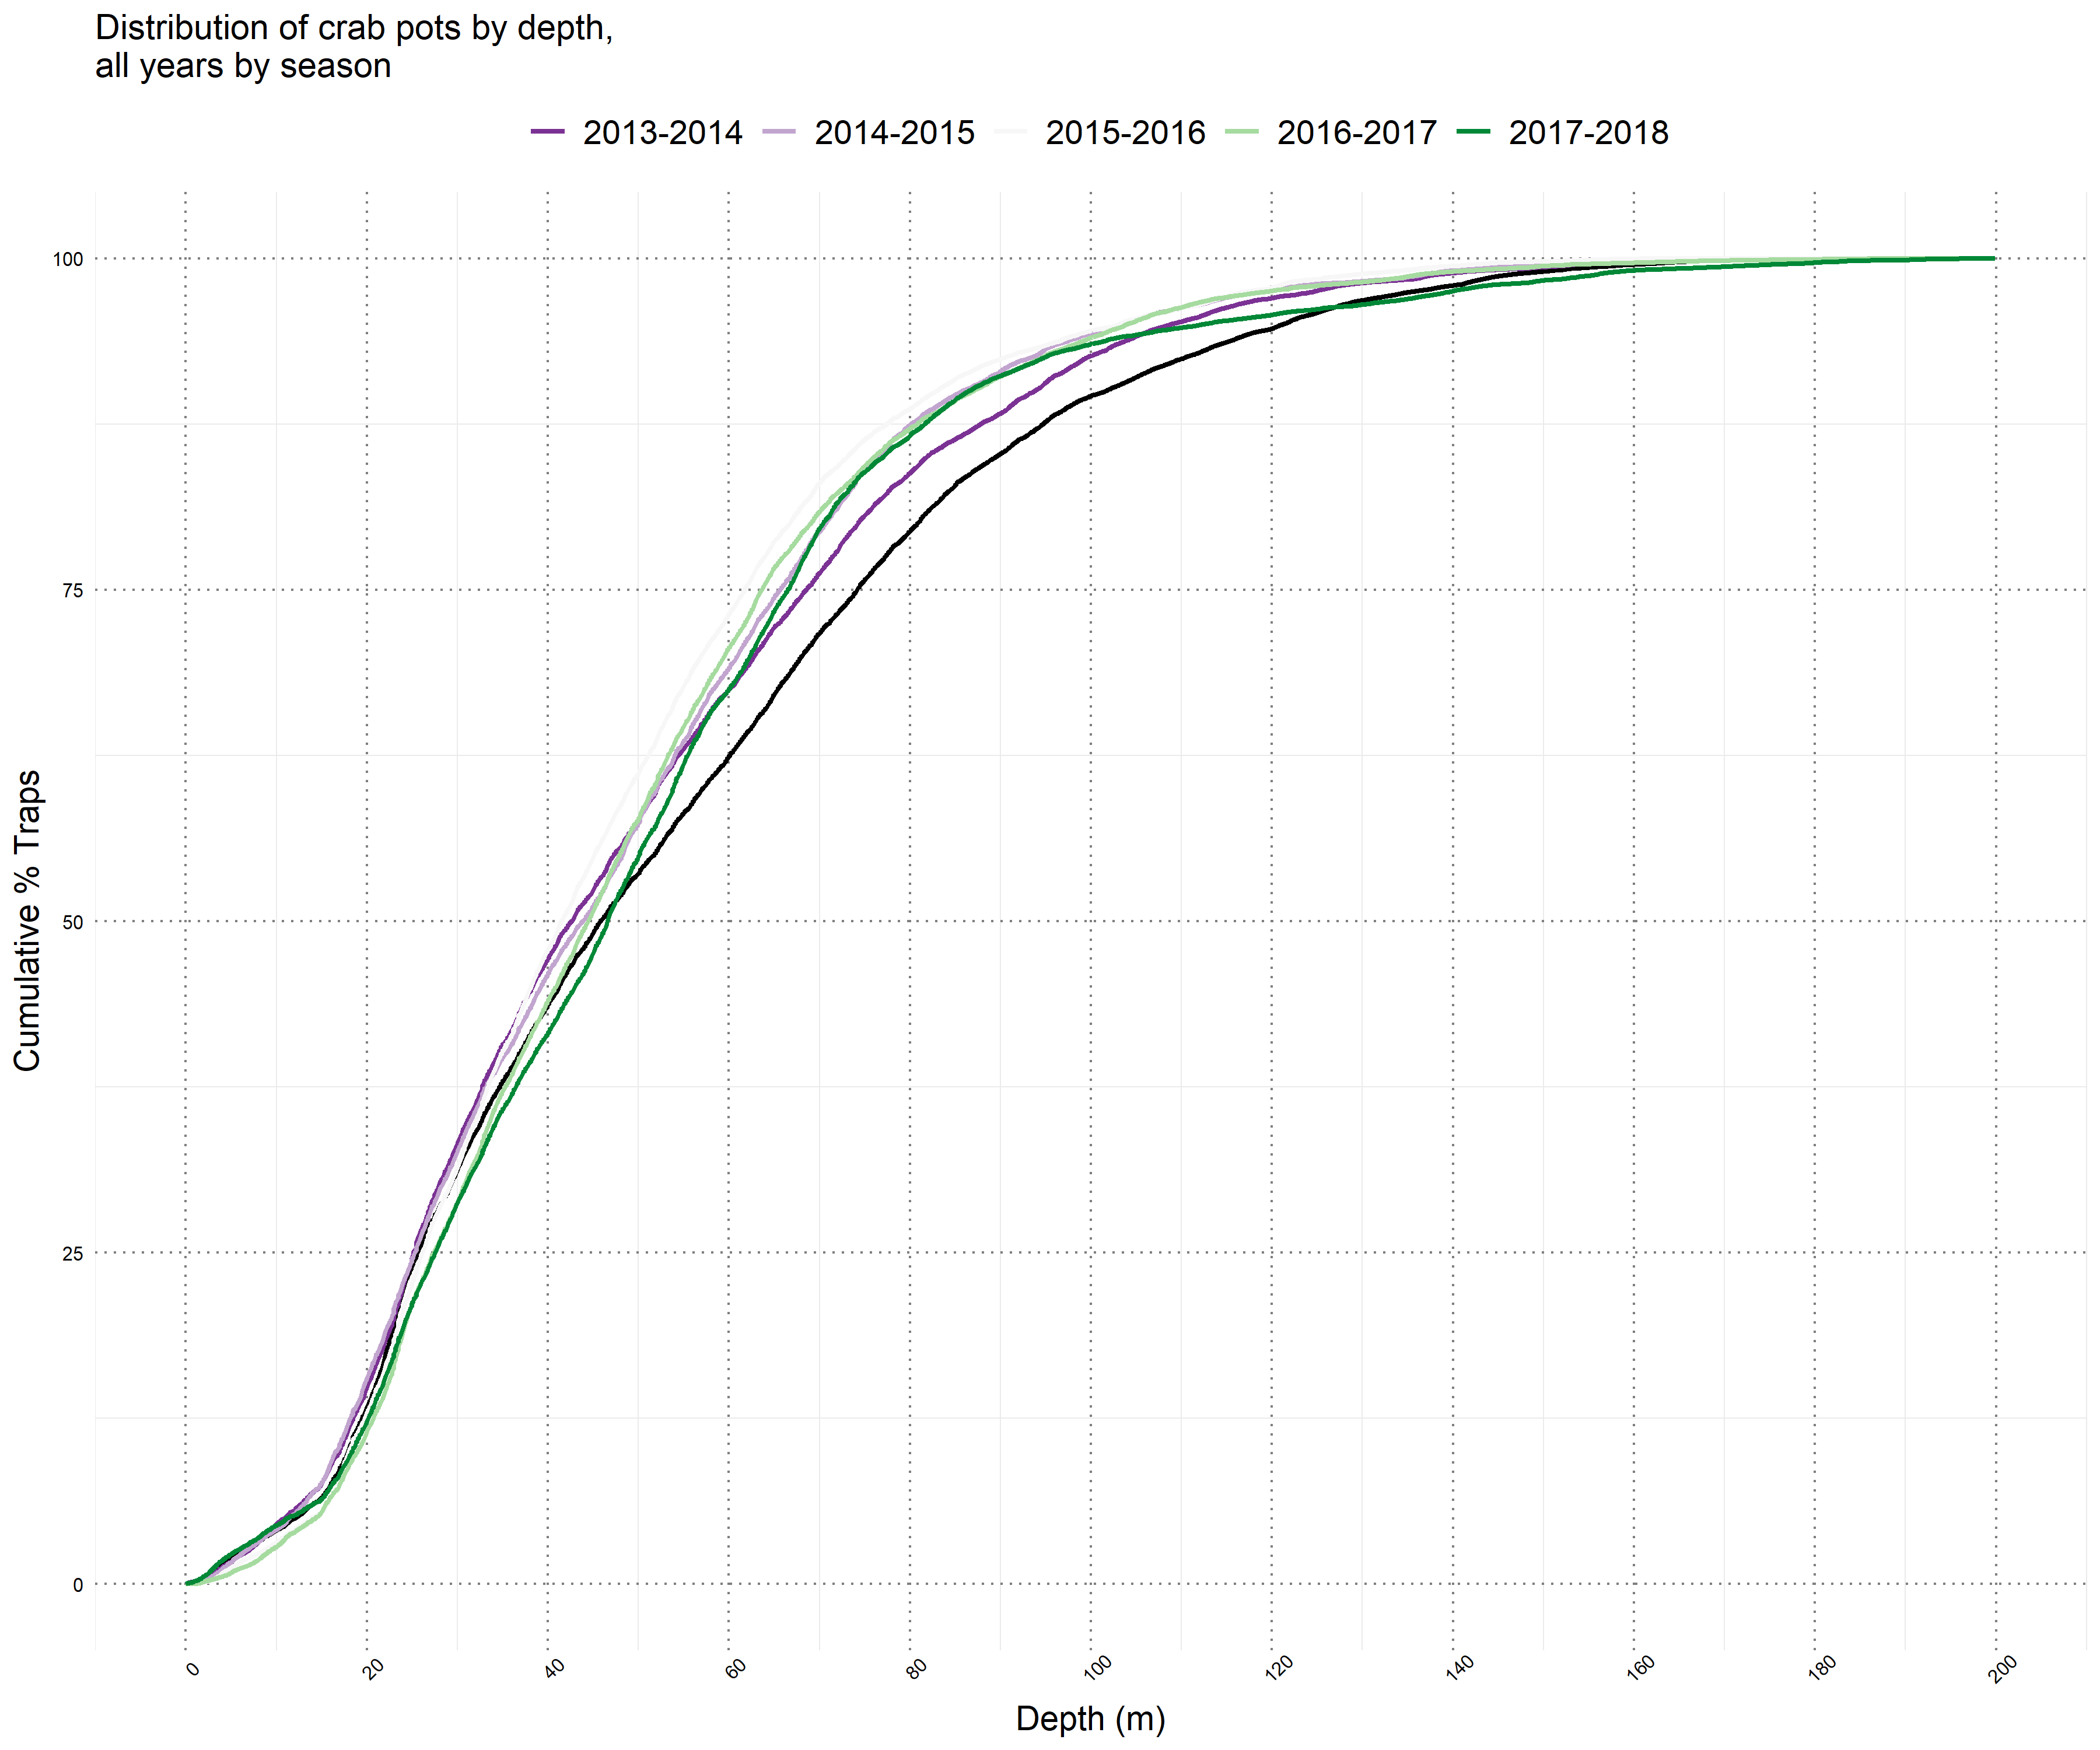 Distribution of crab pots by depth,
all years by season
2013-2014 2014-2015 2015-2016 2016-2017 2017-2018
100
75
50
25
0
Cumulative % Traps
0 20 40 60 80 100 120 140 160 180 200
Depth (m)